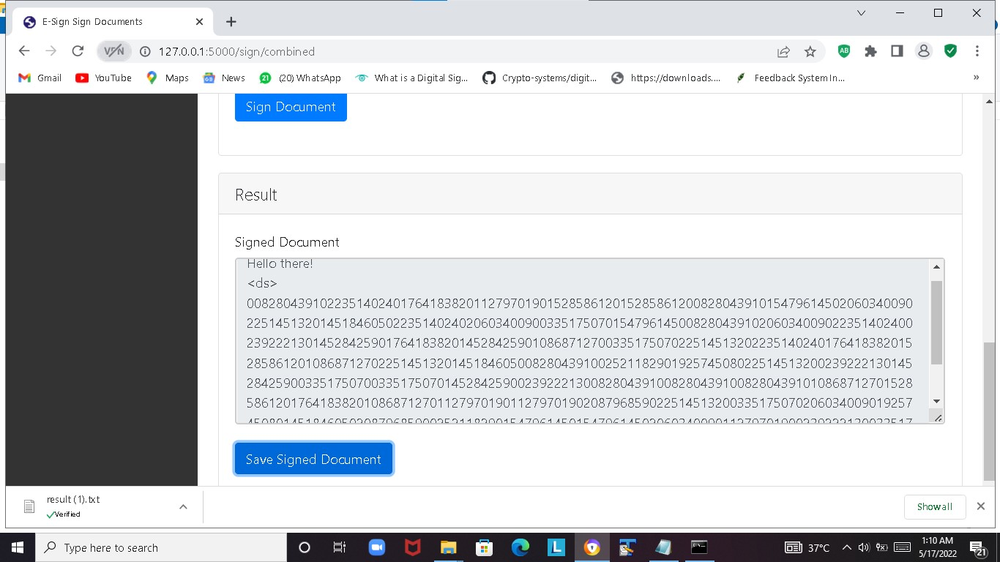 E-Sign Sign Documents
127.0.0.1:5000/sign/combined
Gmail
YouTube
Maps
News
(20) WhatsApp
What is a Digital Sig...
Crypto-systems/digit...
https://downloads....
Feedback System In...
»
Sign Document
Result
Signed Document
Hello there!
<ds>
0082804391022351402401764183820112797019015285861201528586120082804391015479614502060340090
2251451320145184605022351402402060340090033517507015479614500828043910206034009022351402400
2392221301452842590176418382014528425901086871270033517507022514513202235140240176418382015
2858612010868712702251451320145184605008280439100252118290192574508022514513200239222130145
2842590033517507003351750701452842590023922213008280439100828043910082804391010868712701528
5861201764183820108687127011279701901127970190208796859022514513200335175070206034009019257
Save Signed Document
result (1).txt
Verified
Show all
Type here to search
37°C
1:10 AM
5/17/2022
21